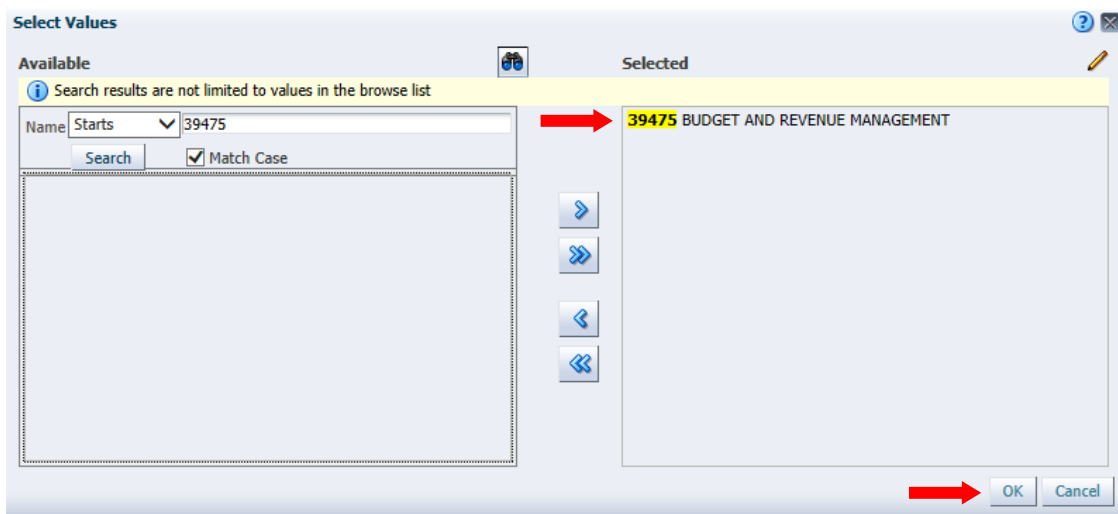 Select Values
Available
Selected
Search results are not limited to values in the browse list
Name Starts 39475
Search Match Case
39475 BUDGET AND REVENUE MANAGEMENT
OK Cancel